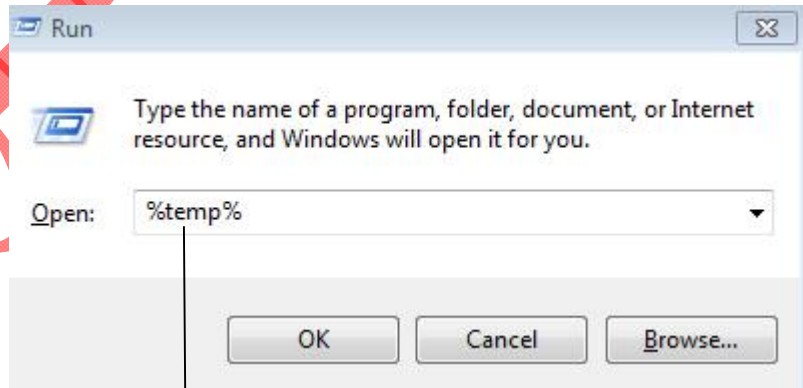 Run
Type the name of a program, folder, document, or Internet
resource, and Windows will open it for you.
Open: %temp%
OK Cancel Browse...